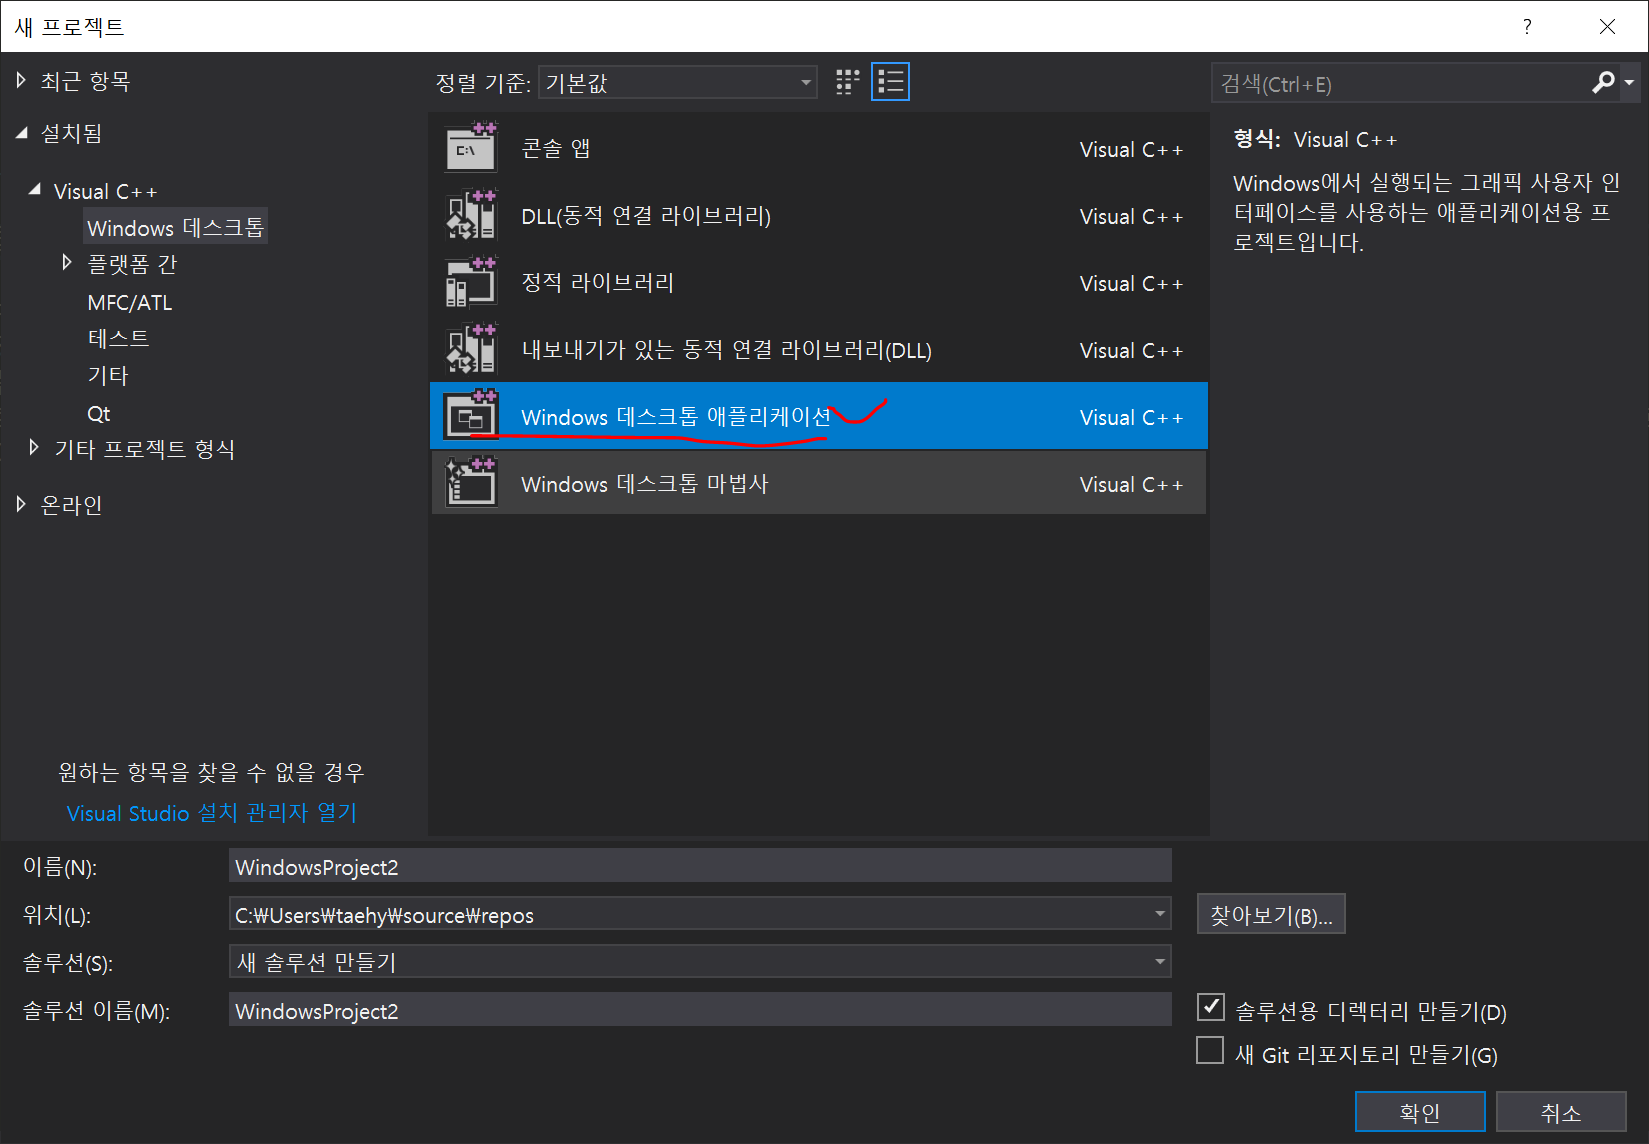 새 프로젝트
?
최근 항목
설치됨
Visual C++
Windows 데스크톱
플랫폼 간
MFC/ATL
테스트
기타
Qt
기타 프로젝트 형식
온라인
원하는 항목을 찾을 수 없을 경우
Visual Studio 설치 관리자 열기
정렬 기준: 기본값
콘솔 앱 Visual C++
DLL(동적 연결 라이브러리) Visual C++
정적 라이브러리 Visual C++
내보내기가 있는 동적 연결 라이브러리(DLL) Visual C++
Windows 데스크톱 애플리케이션 Visual C++
Windows 데스크톱 마법사 Visual C++
검색(Ctrl+E)
형식: Visual C++
Windows에서 실행되는 그래픽 사용자 인
터페이스를 사용하는 애플리케이션용 프
로젝트입니다.
이름(N): WindowsProject2
위치(L): C:₩Users₩taehy₩source₩repos
찾아보기(B)...
솔루션(S): 새 솔루션 만들기
솔루션 이름(M): WindowsProject2
솔루션용 디렉터리 만들기(D)
새 Git 리포지토리 만들기(G)
확인 취소